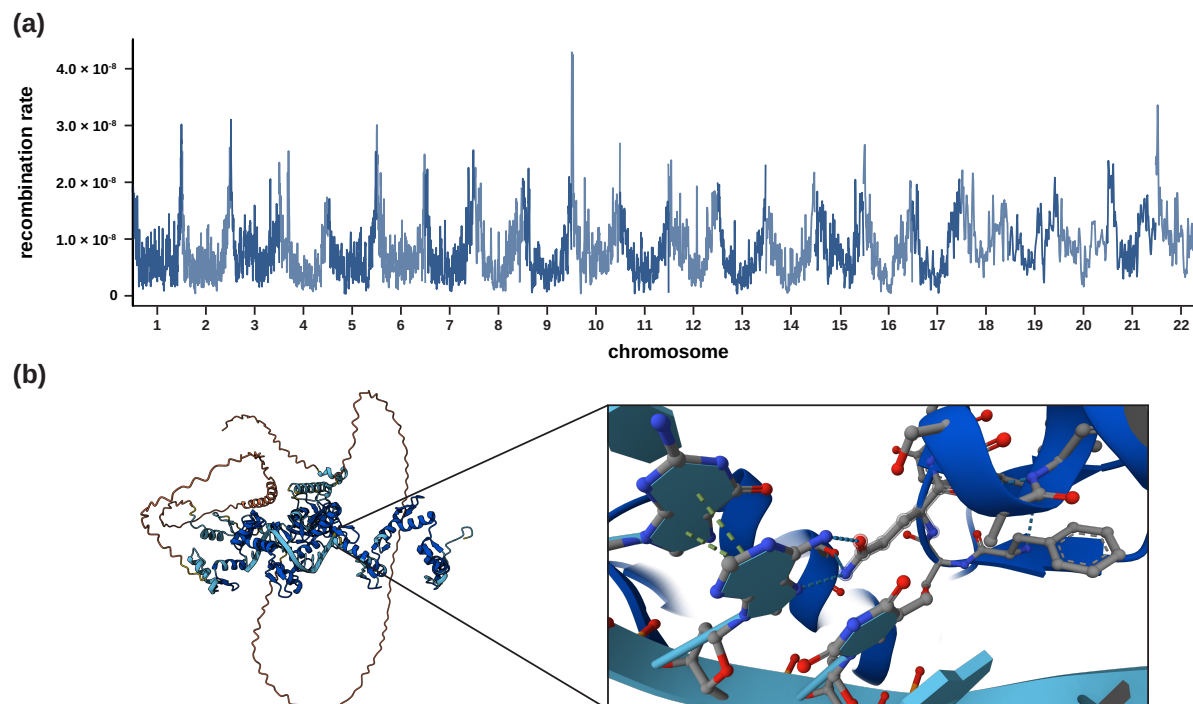 (a)
recombination rate
4.0 × 10⁻⁸
3.0 × 10⁻⁸
2.0 × 10⁻⁸
1.0 × 10⁻⁸
0
1 2 3 4 5 6 7 8 9 10 11 12 13 14 15 16 17 18 19 20 21 22
chromosome
(b)